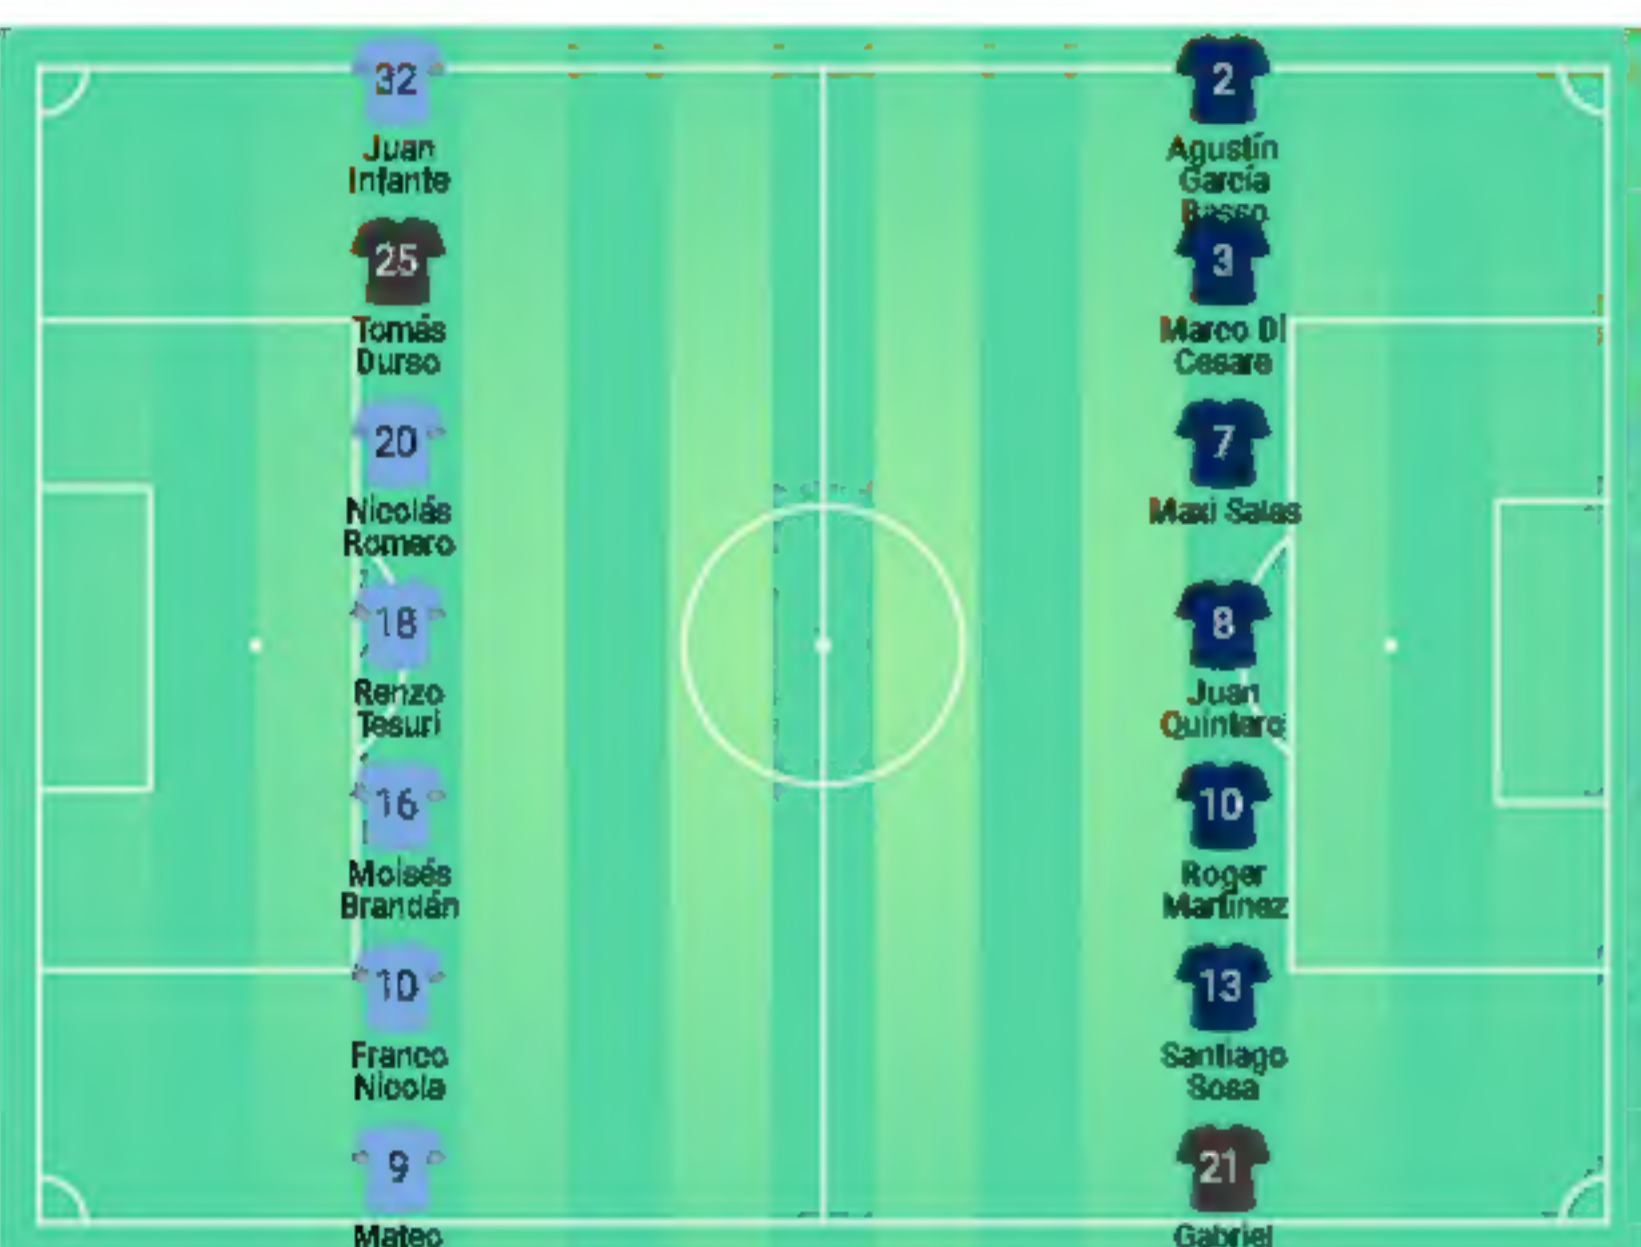 32
Juan
Infante
25
Tomás
Durso
20
Nicolás
Romero
18
Renzo
Tesuri
16
Moisés
Brandán
10
Franco
Nicola
9
Mateo
2
Agustín
García
Basso
3
Marco Di
Cesare
7
Maxi Salas
8
Juan
Quintero
10
Roger
Martínez
13
Santiago
Sosa
21
Gabriel